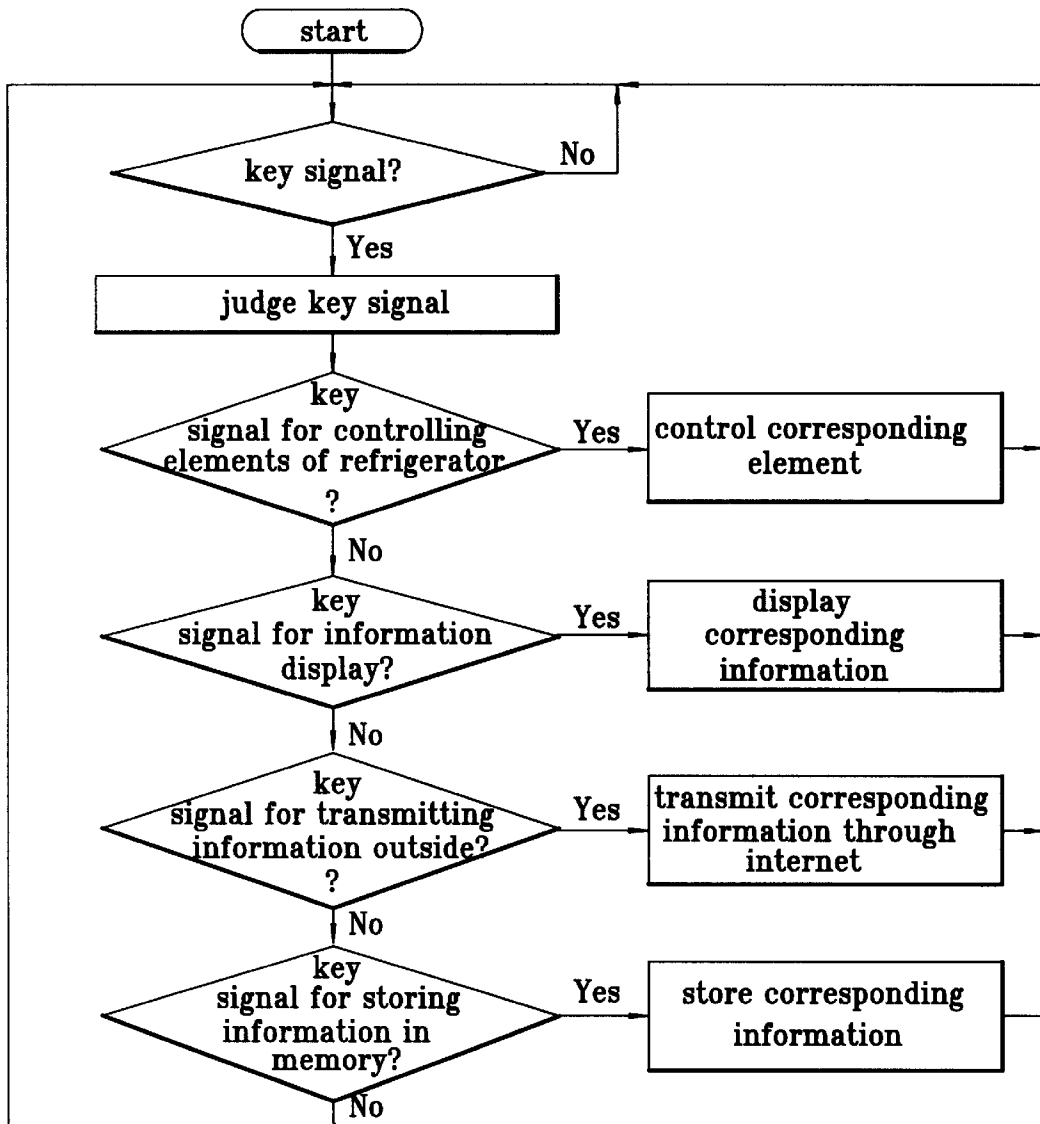 start
key signal?
No
Yes
judge key signal
key
signal for controlling
elements of refrigerator
?
Yes
control corresponding
element
No
key
signal for information
display?
Yes
display
corresponding
information
No
key
signal for transmitting
information outside?
?
Yes
transmit corresponding
information through
internet
No
key
signal for storing
information in
memory?
Yes
store corresponding
information
No